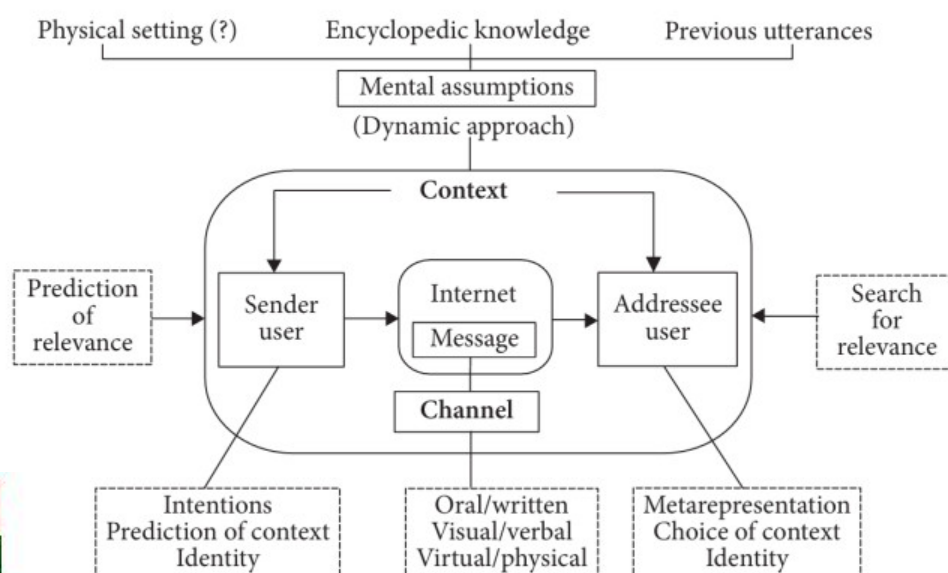 Physical setting (?)
Encyclopedic knowledge
Previous utterances
Mental assumptions
(Dynamic approach)
Context
Prediction
of
relevance
Sender
user
Internet
Message
Addressee
user
Search
for
relevance
Channel
Intentions
Prediction of context
Identity
Oral/written
Visual/verbal
Virtual/physical
Metarepresentation
Choice of context
Identity